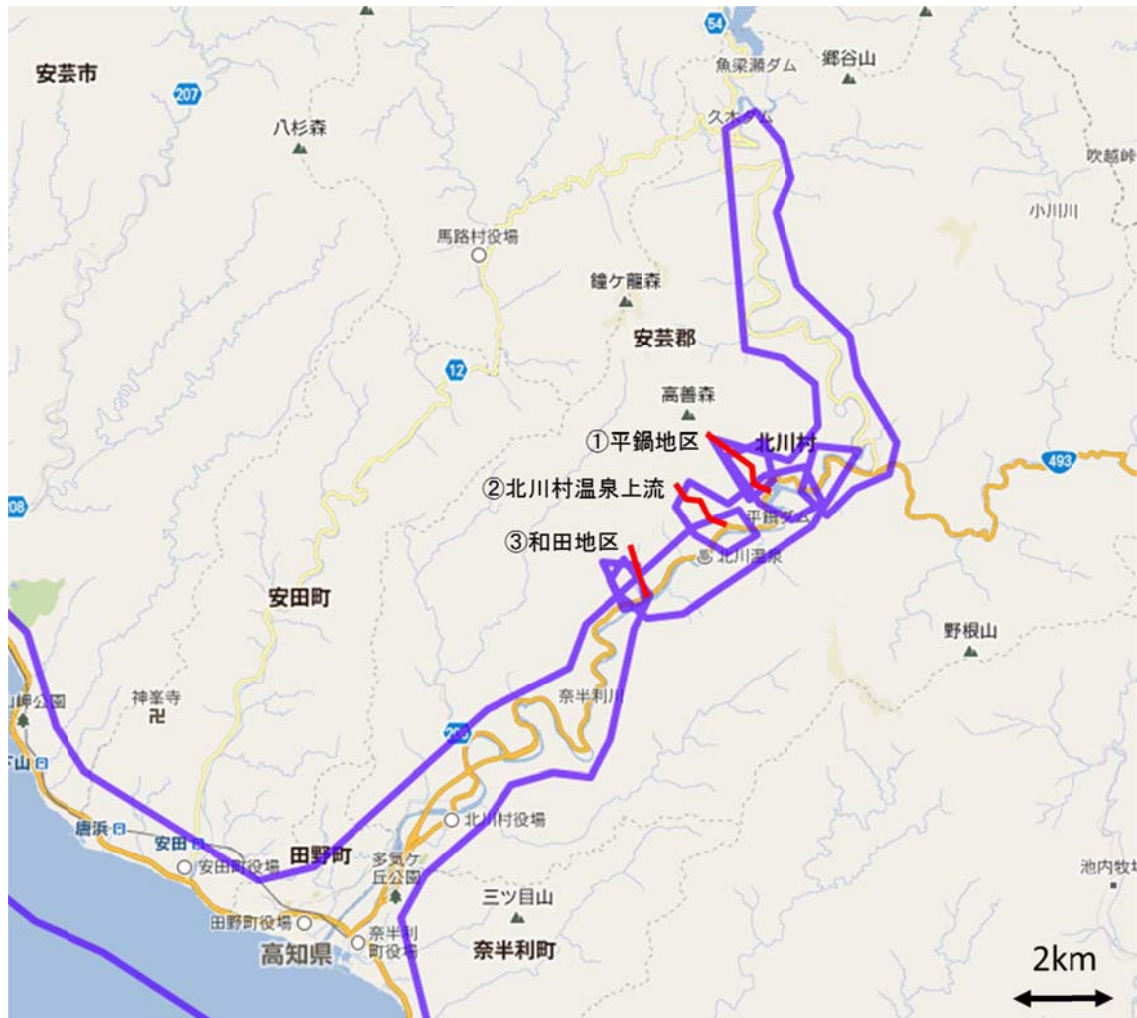 54
魚梁瀬ダム
郷谷山
安芸市
207
久木ダム
八杉森
吹越峠
小川川
馬路村役場
鐘ケ龍森
安芸郡
12
高善森
①平鍋地区
北川村
493
②北川村温泉上流
208
平鍋ダム
③和田地区
北川温泉
安田町
野根山
神峯寺
奈半利川
山岬公園
下山
唐浜
安田
安田町役場
北川村役場
田野町
多気ケ
丘公園
池内牧場
三ツ目山
田野町役場
奈半利
町役場
高知県
奈半利町
2km